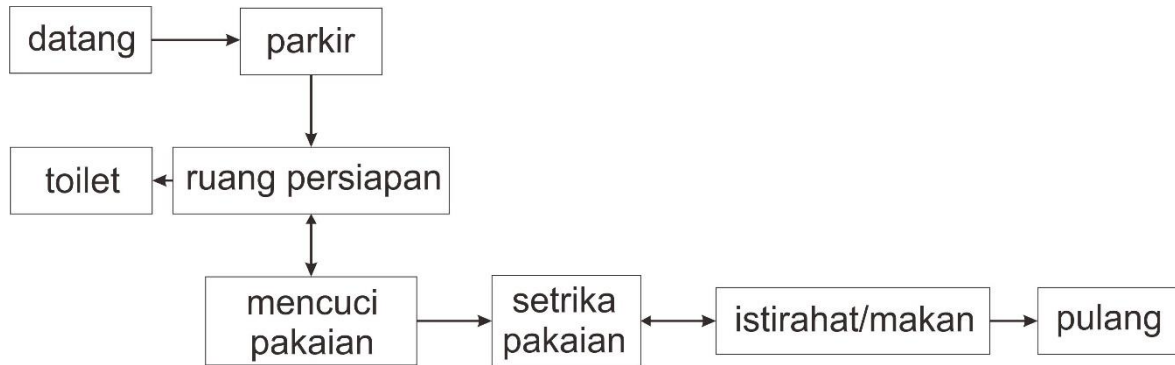 datang
parkir
toilet
ruang persiapan
mencuci
pakaian
setrika
pakaian
istirahat/makan
pulang